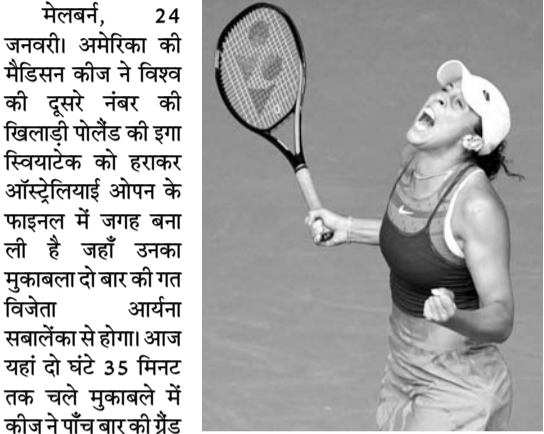 मेलबर्न, 24
जनवरी। अमेरिका की
मैडिसन कीज ने विश्व
की दूसरे नंबर की
खिलाड़ी पोलैंड की इगा
स्वियाटेक को हराकर
ऑस्ट्रेलियाई ओपन के
फाइनल में जगह बना
ली है जहाँ उनका
मुकाबला दो बार की गत
विजेता आर्यना
सबालेंका से होगा। आज
यहां दो घंटे 35 मिनट
तक चले मुकाबले में
कीज ने पाँच बार की ग्रैंड